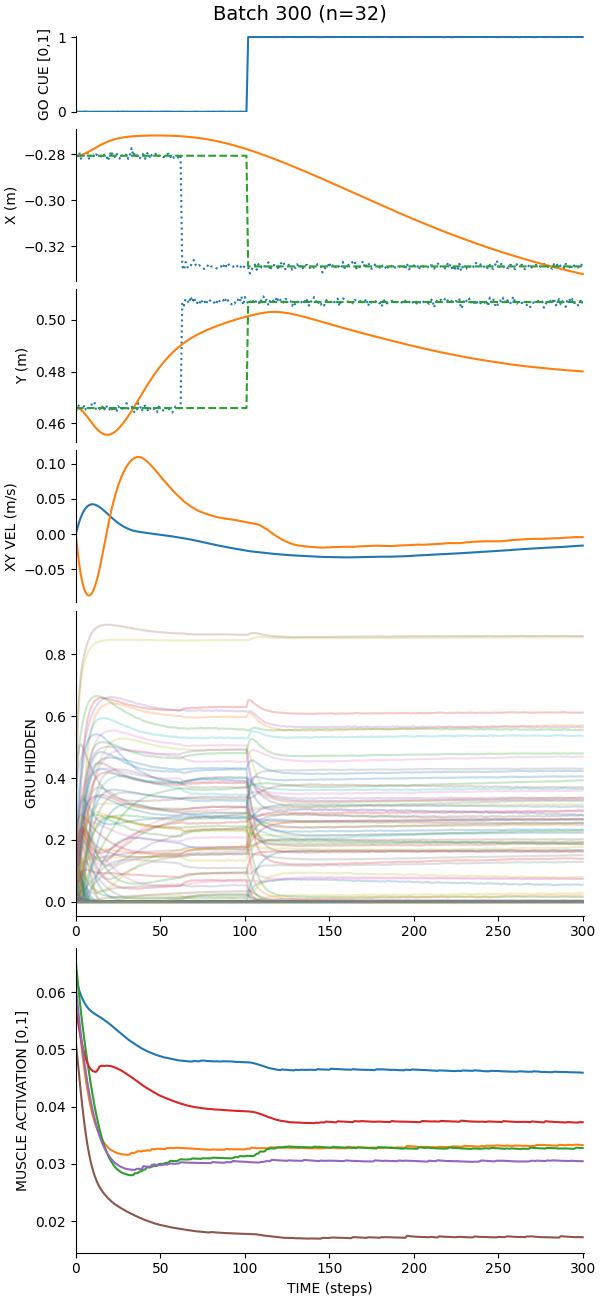 Batch 300 (n=32)
GO CUE [0,1]
1
0
X (m)
−0.28
−0.30
−0.32
Y (m)
0.50
0.48
0.46
XY VEL (m/s)
0.10
0.05
0.00
−0.05
GRU HIDDEN
0.8
0.6
0.4
0.2
0.0
0 50 100 150 200 250 300
MUSCLE ACTIVATION [0,1]
0.06
0.05
0.04
0.03
0.02
0 50 100 150 200 250 300
TIME (steps)